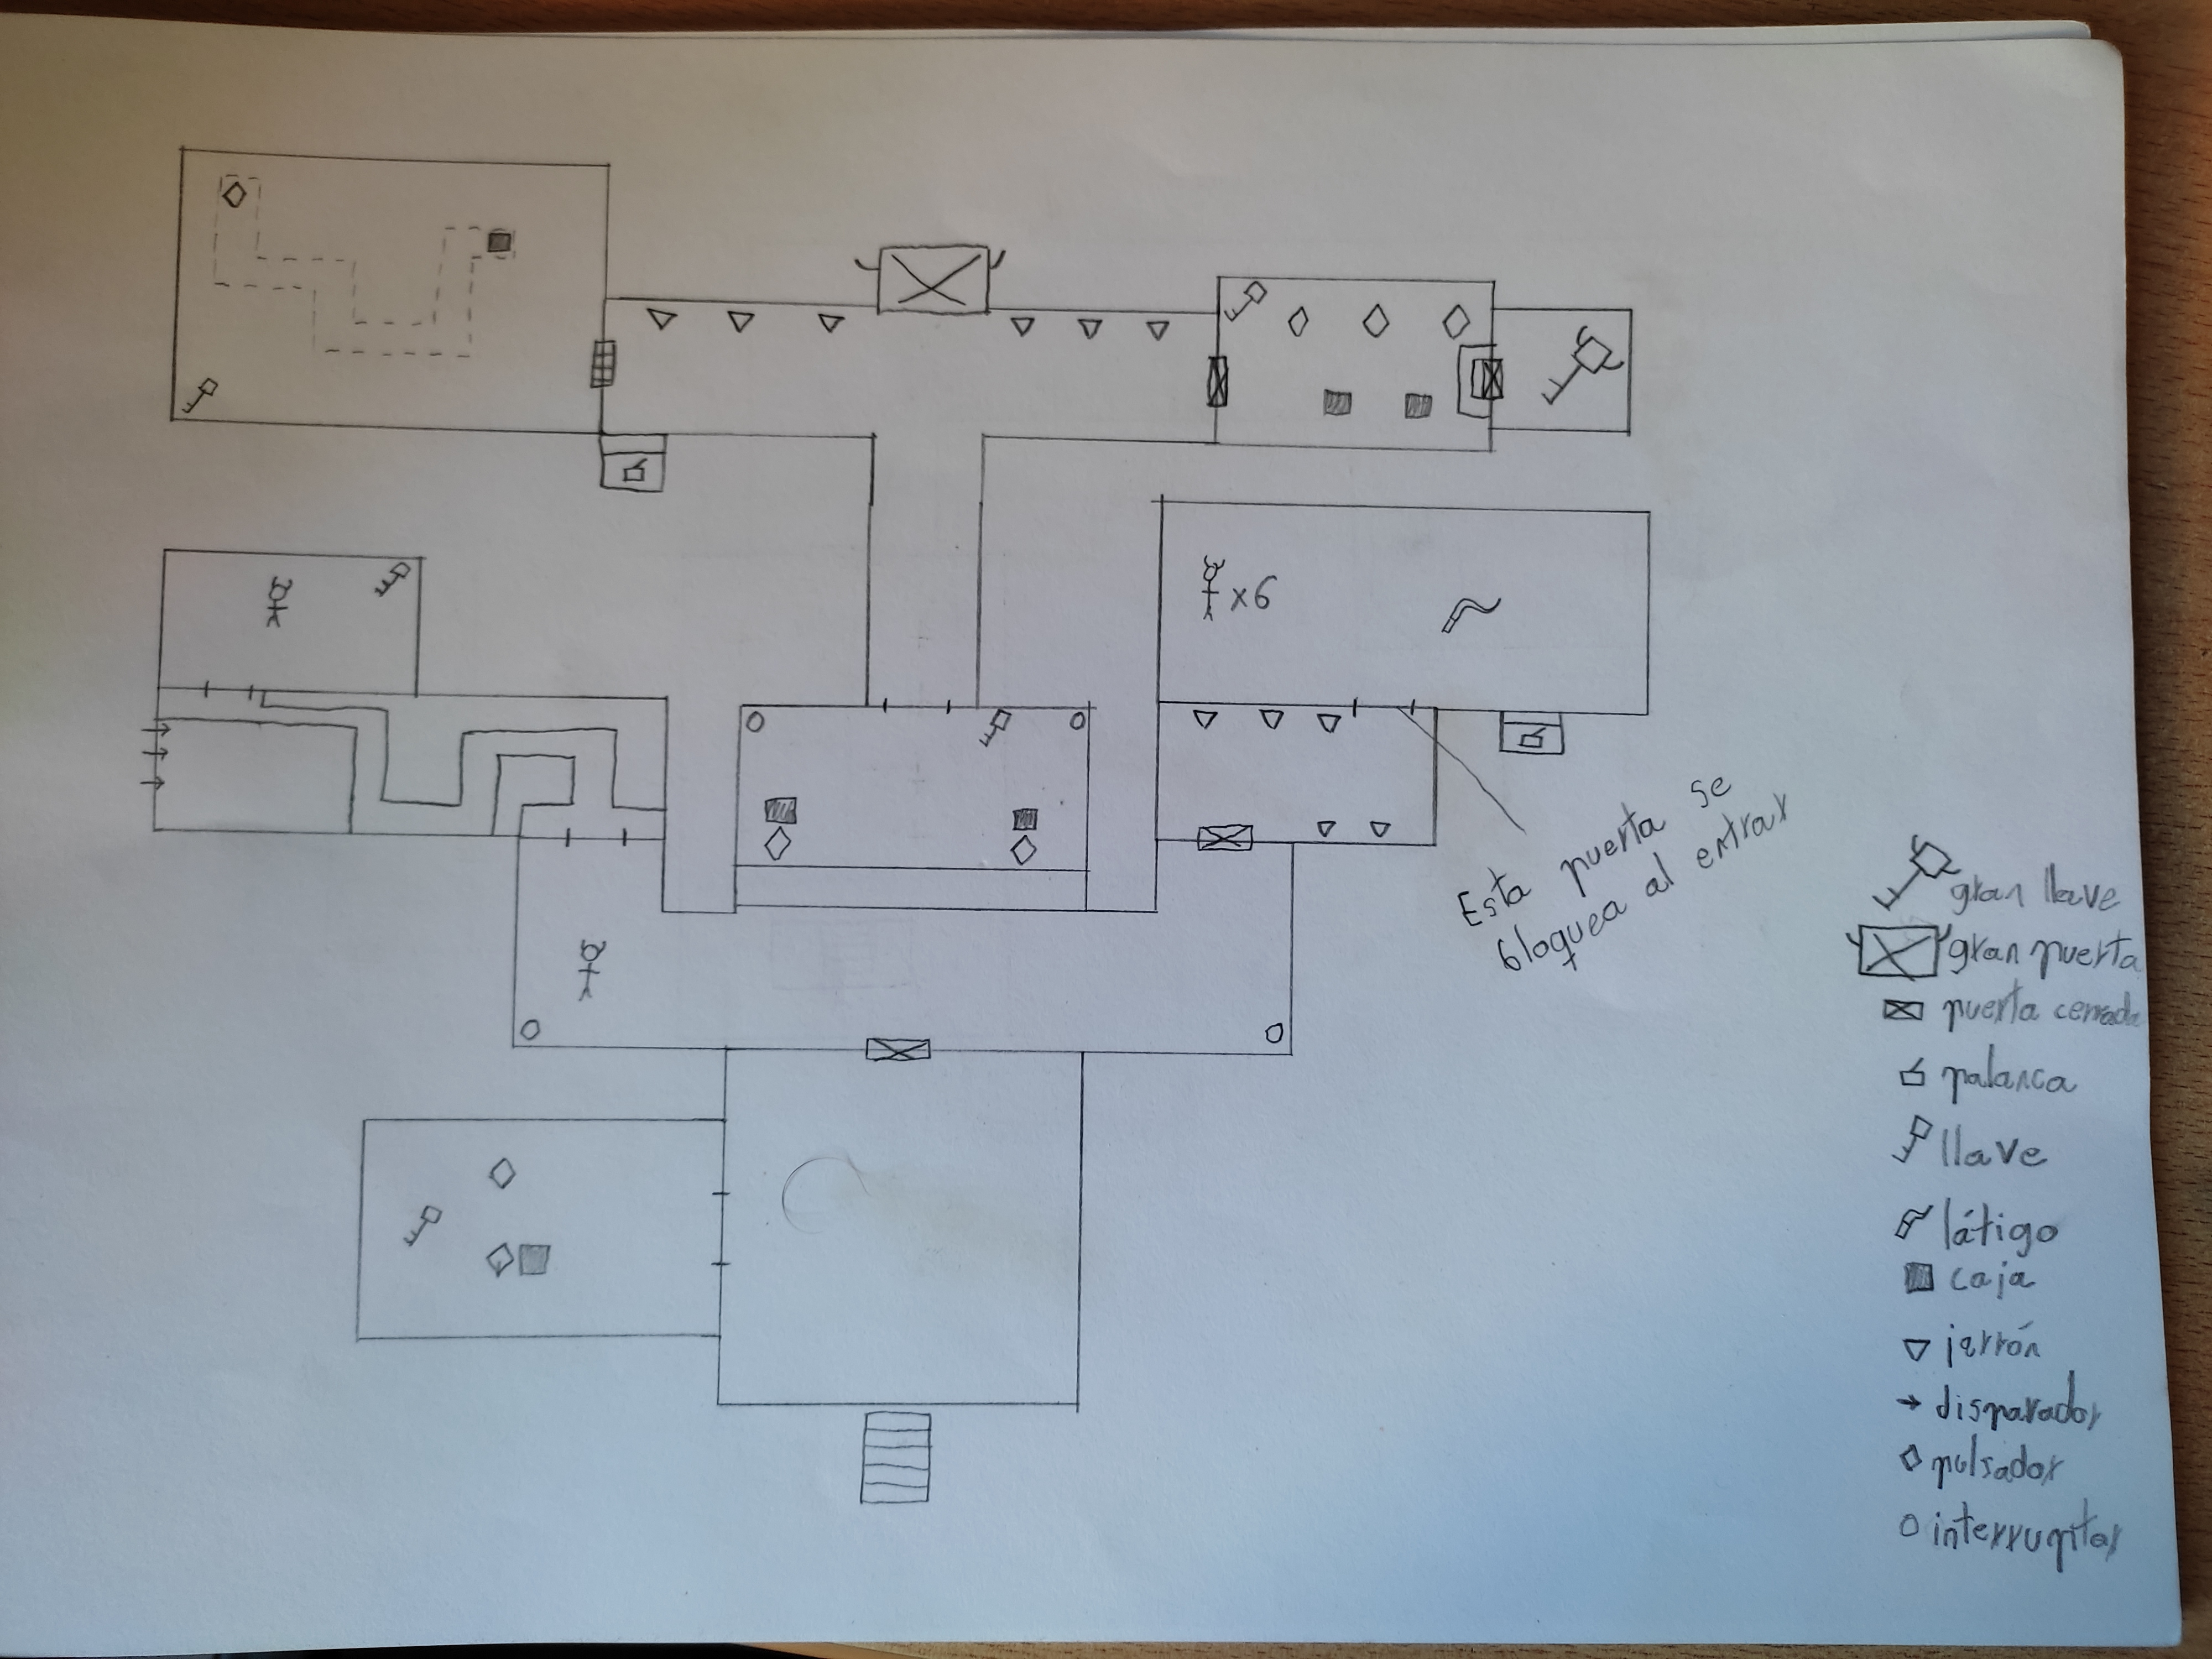 x6
Esta puerta se
bloquea al entrar
gran llave
gran puerta
puerta cerrada
palanca
llave
látigo
caja
jarrón
disparador
pulsador
interruptor